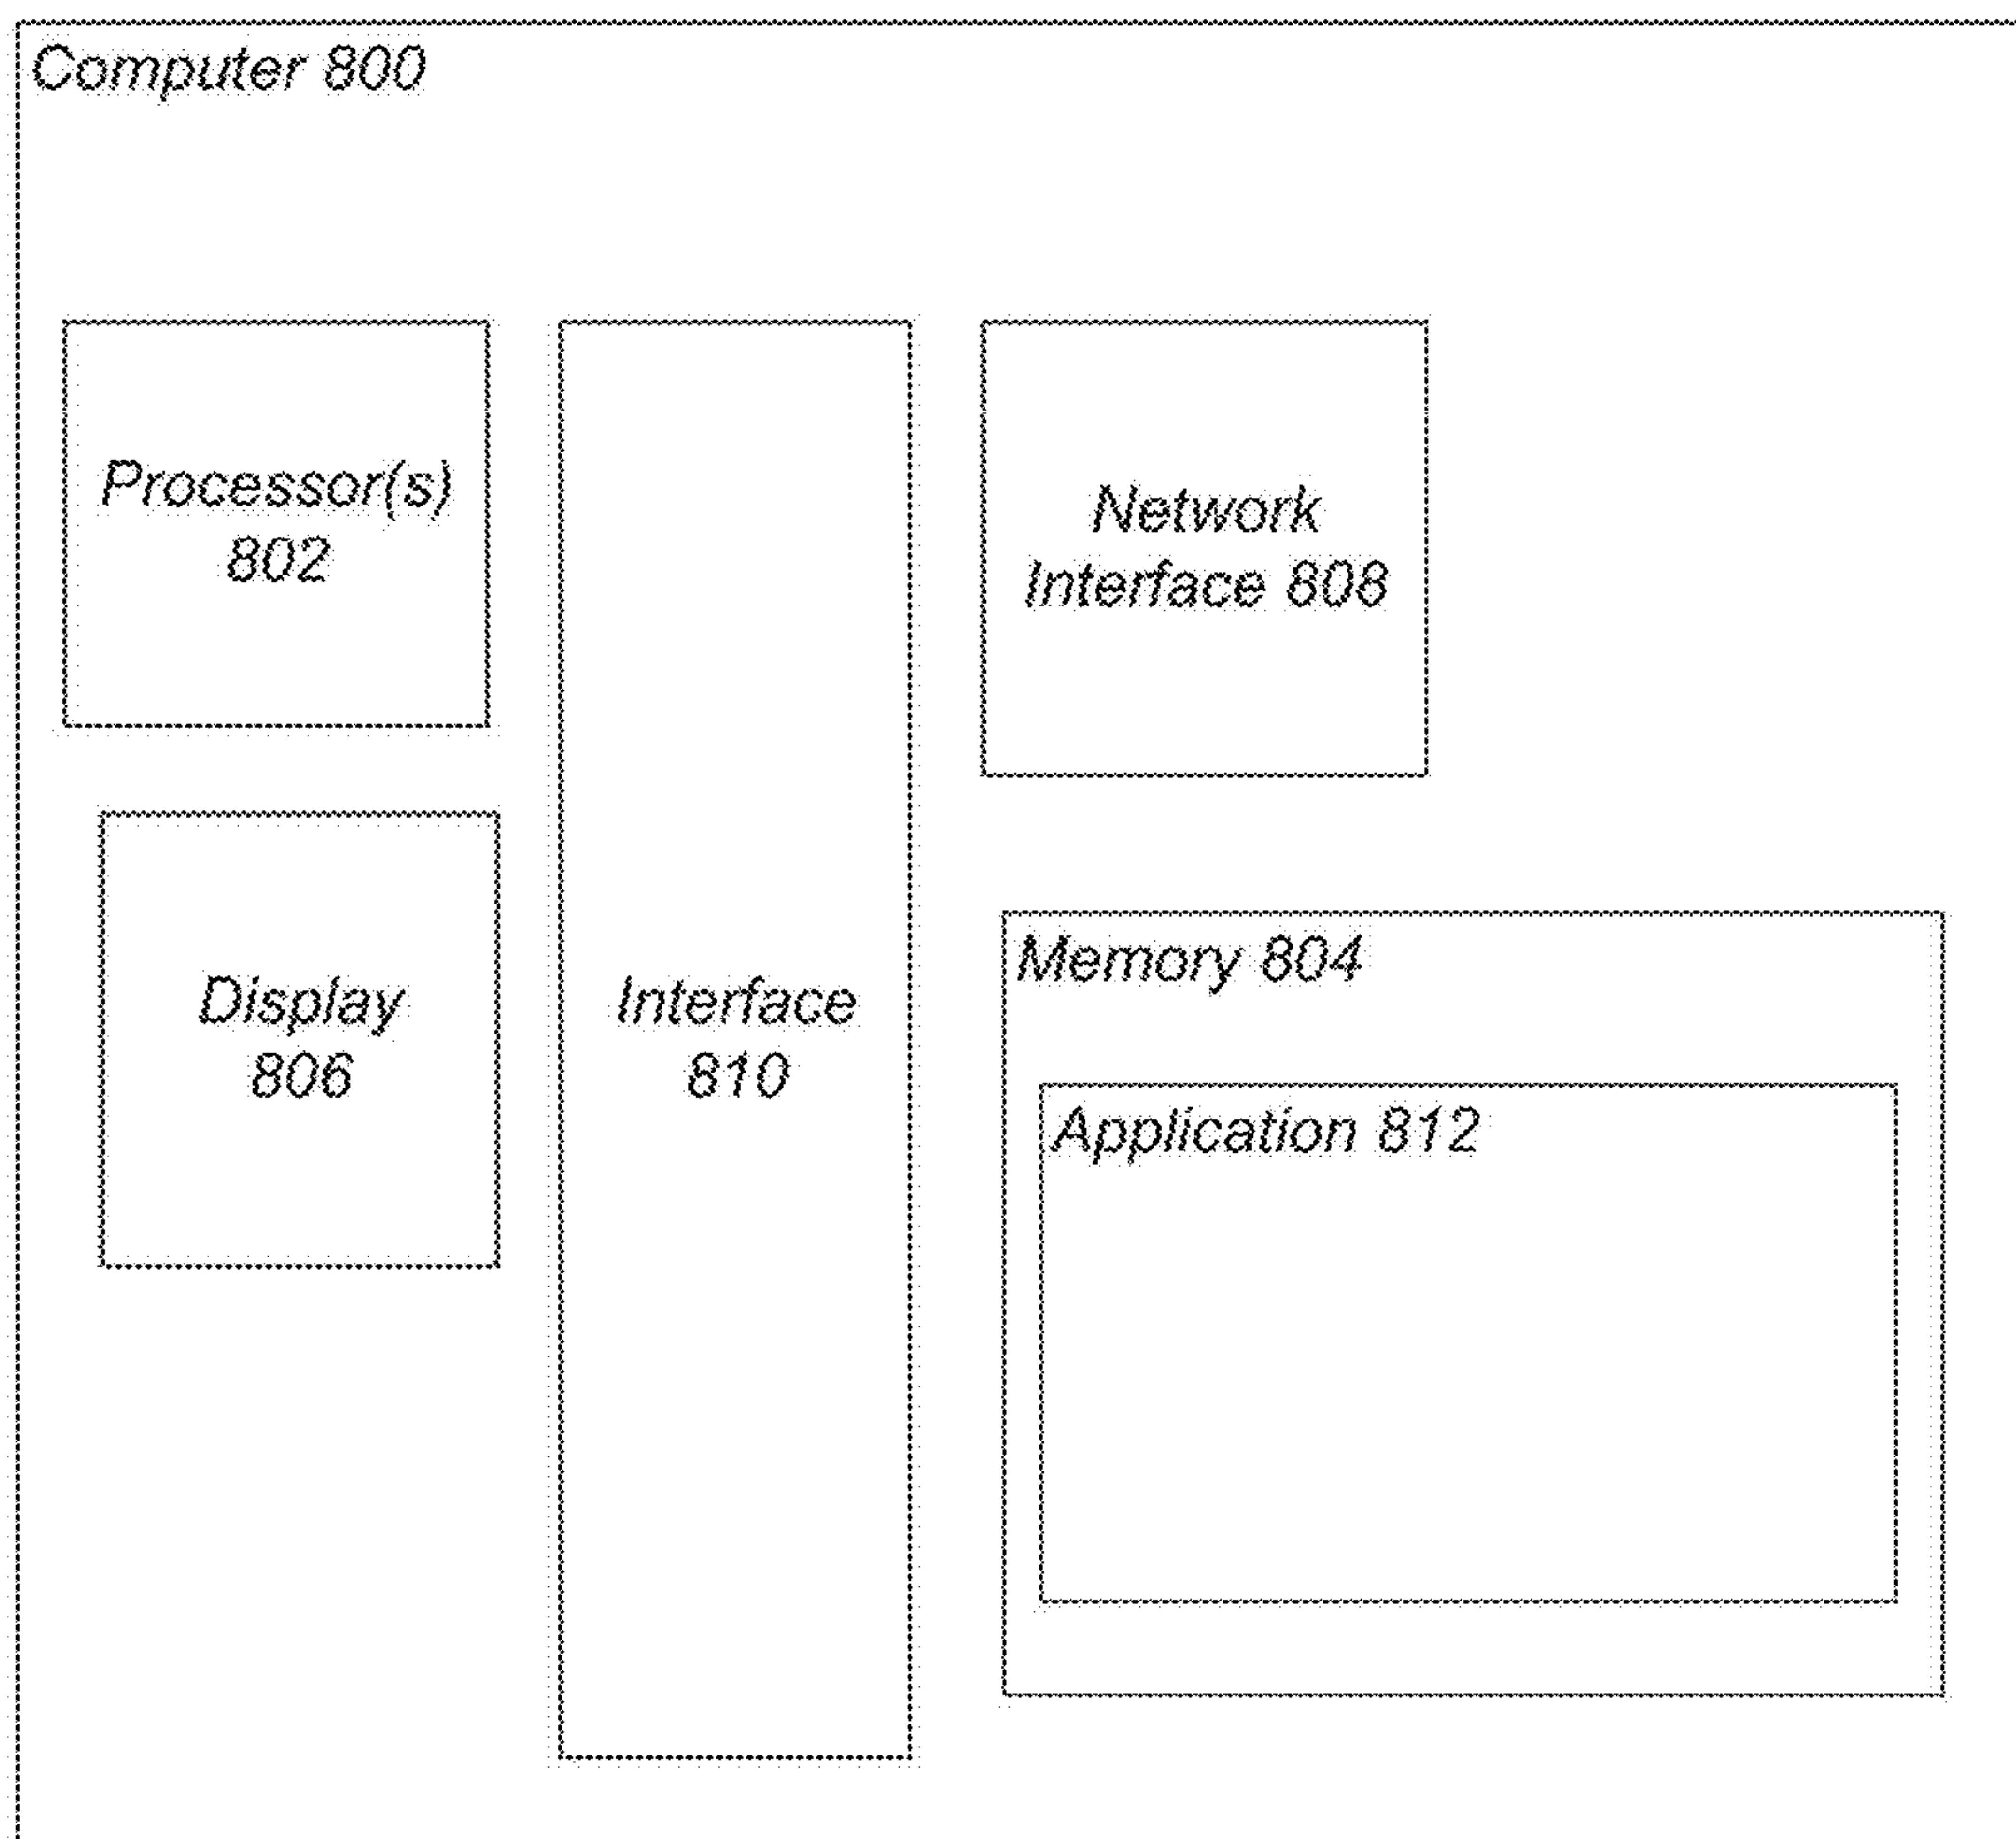 Computer 800
Processor(s)
802
Network
Interface 808
Display
806
Interface
810
Memory 804
Application 812